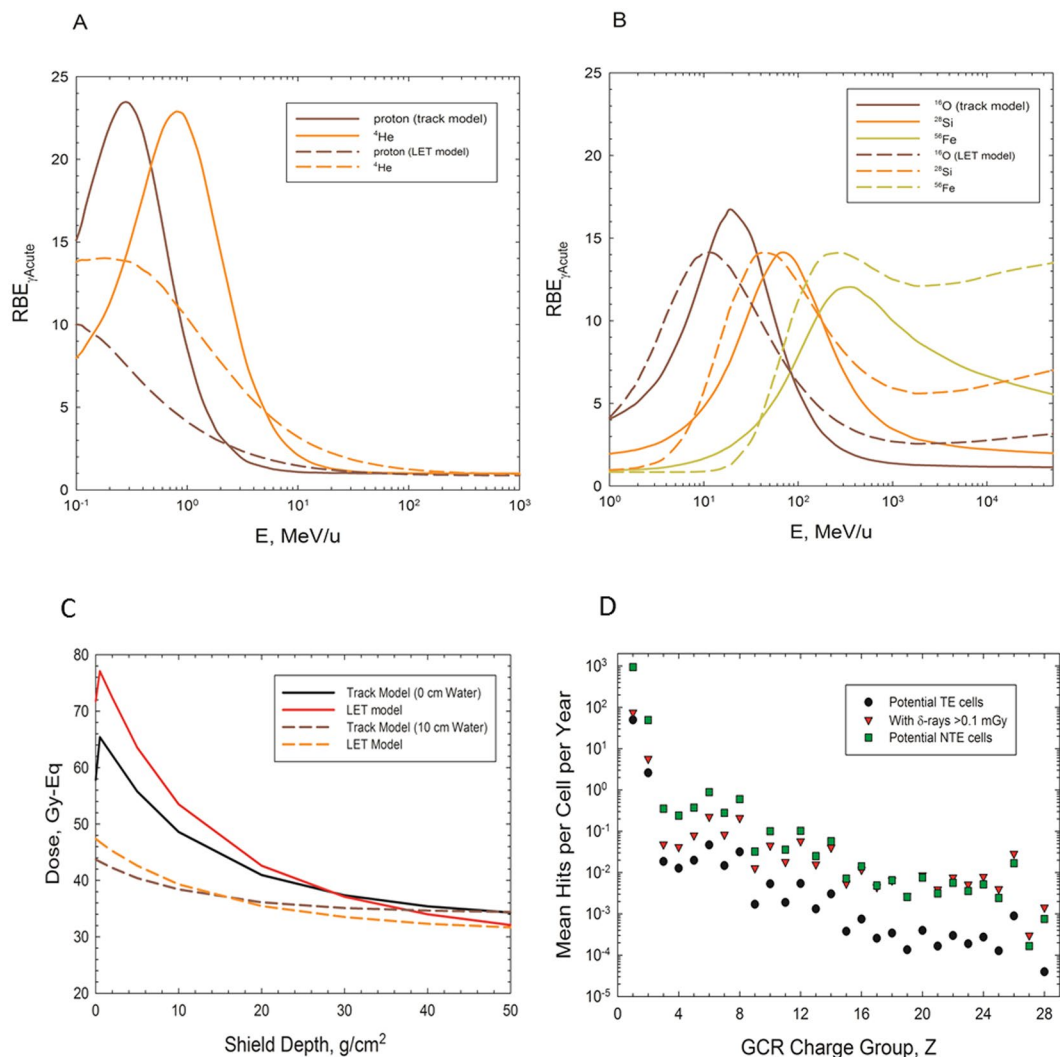 A
25
20
15
10
5
0
RBEγAcute
10⁻¹ 10⁰ 10¹ 10² 10³
E, MeV/u
proton (track model)
⁴He
proton (LET model)
⁴He
B
25
20
15
10
5
0
RBEγAcute
10⁰ 10¹ 10² 10³ 10⁴
E, MeV/u
¹⁶O (track model)
²⁸Si
⁵⁶Fe
¹⁶O (LET model)
²⁸Si
⁵⁶Fe
C
80
70
60
50
40
30
20
Dose, Gy-Eq
0 10 20 30 40 50
Shield Depth, g/cm²
Track Model (0 cm Water)
LET model
Track Model (10 cm Water)
LET Model
D
10³
10²
10¹
10⁰
10⁻¹
10⁻²
10⁻³
10⁻⁴
10⁻⁵
Mean Hits per Cell per Year
0 4 8 12 16 20 24 28
GCR Charge Group, Z
Potential TE cells
With δ-rays >0.1 mGy
Potential NTE cells